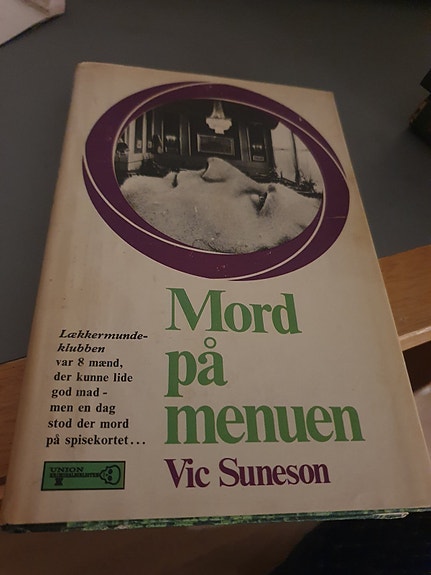 Mord
på
menuen
Lækkermunde-
klubben
var 8 mænd,
der kunne lide
god mad -
men en dag
stod der mord
på spisekortet...
Vic Suneson
UNION
KRIMINALBIBLIOTEK